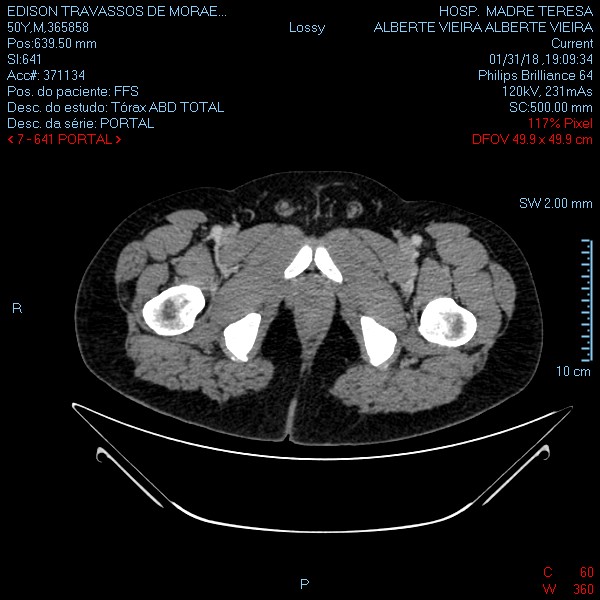 EDISON TRAVASSOS DE MORAE...
50Y,M,365858
Pos:639.50 mm
Sl:641
Acc#: 371134
Pos. do paciente: FFS
Desc. do estudo: Tórax ABD TOTAL
Desc. da série: PORTAL
< 7 - 641 PORTAL >
Lossy
HOSP. MADRE TERESA
ALBERTE VIEIRA ALBERTE VIEIRA
Current
01/31/18 ,19:09:34
Philips Brilliance 64
120kV, 231mAs
SC:500.00 mm
117% Pixel
DFOV 49.9 x 49.9 cm
SW 2.00 mm
R
10 cm
P
C 60
W 360